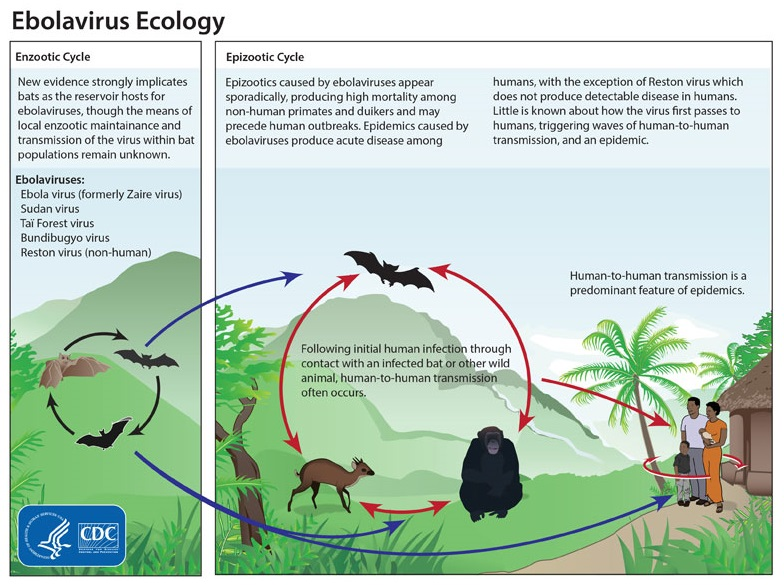 Ebolavirus Ecology
Enzootic Cycle
New evidence strongly implicates
bats as the reservoir hosts for
ebolaviruses, though the means of
local enzootic maintainance and
transmission of the virus within bat
populations remain unknown.
Ebolaviruses:
Ebola virus (formerly Zaire virus)
Sudan virus
Taï Forest virus
Bundibugyo virus
Reston virus (non-human)
Epizootic Cycle
Epizootics caused by ebolaviruses appear
sporadically, producing high mortality among
non-human primates and duikers and may
precede human outbreaks. Epidemics caused by
ebolaviruses produce acute disease among
humans, with the exception of Reston virus which
does not produce detectable disease in humans.
Little is known about how the virus first passes to
humans, triggering waves of human-to-human
transmission, and an epidemic.
Human-to-human transmission is a
predominant feature of epidemics.
Following initial human infection through
contact with an infected bat or other wild
animal, human-to-human transmission
often occurs.
CDC